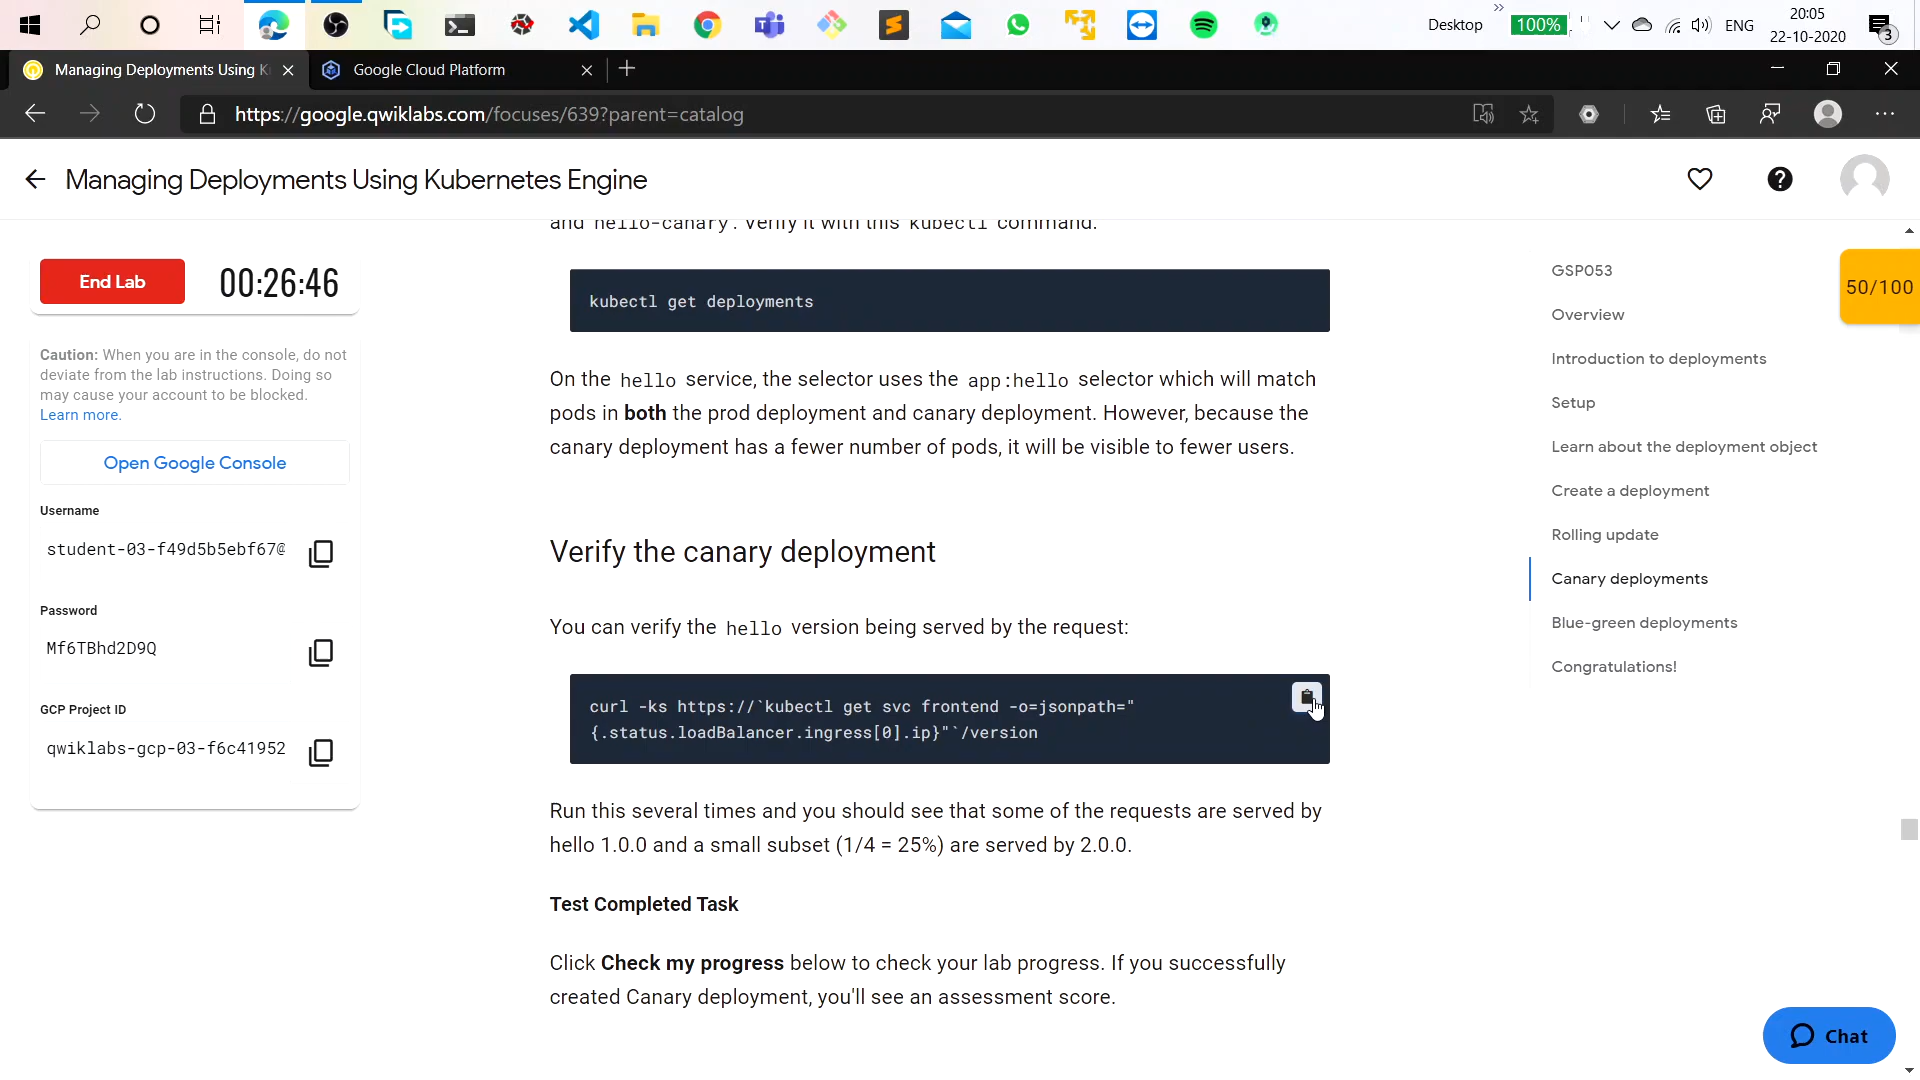 Desktop
100%
ENG
20:05
22-10-2020
3
Managing Deployments Using K
Google Cloud Platform
https://google.qwiklabs.com/focuses/639?parent=catalog
Managing Deployments Using Kubernetes Engine
End Lab
00:26:46
Caution: When you are in the console, do not
deviate from the lab instructions. Doing so
may cause your account to be blocked.
Learn more.
Open Google Console
Username
student-03-f49d5b5ebf67@
Password
Mf6TBhd2D9Q
GCP Project ID
qwiklabs-gcp-03-f6c41952
and hello-canary. Verify it with this kubectl command:
kubectl get deployments
On the hello service, the selector uses the app:hello selector which will match
pods in both the prod deployment and canary deployment. However, because the
canary deployment has a fewer number of pods, it will be visible to fewer users.
Verify the canary deployment
You can verify the hello version being served by the request:
curl -ks https://`kubectl get svc frontend -o=jsonpath="
{.status.loadBalancer.ingress[0].ip}"`/version
Run this several times and you should see that some of the requests are served by
hello 1.0.0 and a small subset (1/4 = 25%) are served by 2.0.0.
Test Completed Task
Click Check my progress below to check your lab progress. If you successfully
created Canary deployment, you'll see an assessment score.
GSP053
Overview
Introduction to deployments
Setup
Learn about the deployment object
Create a deployment
Rolling update
Canary deployments
Blue-green deployments
Congratulations!
50/100
Chat